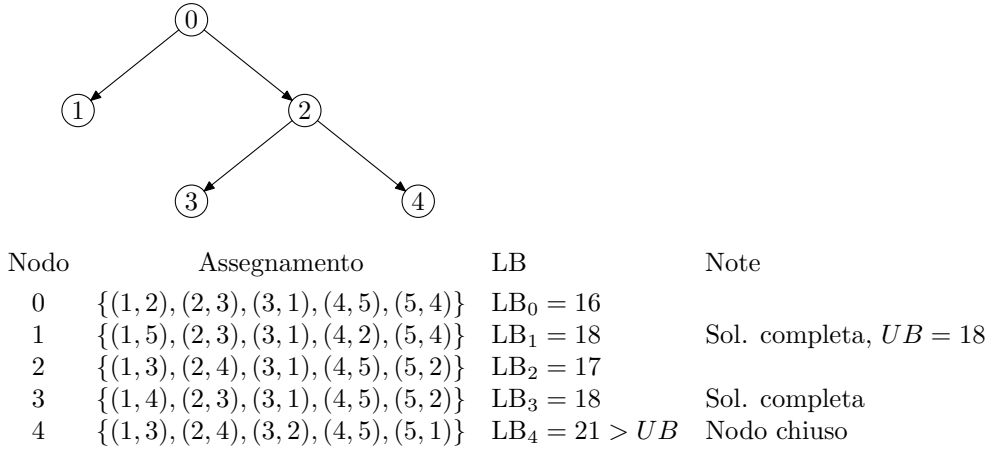 0
1
2
3
4
Nodo Assegnamento LB Note
0 {(1, 2), (2, 3), (3, 1), (4, 5), (5, 4)} LB₀ = 16
1 {(1, 5), (2, 3), (3, 1), (4, 2), (5, 4)} LB₁ = 18 Sol. completa, UB = 18
2 {(1, 3), (2, 4), (3, 1), (4, 5), (5, 2)} LB₂ = 17
3 {(1, 4), (2, 3), (3, 1), (4, 5), (5, 2)} LB₃ = 18 Sol. completa
4 {(1, 3), (2, 4), (3, 2), (4, 5), (5, 1)} LB₄ = 21 > UB Nodo chiuso